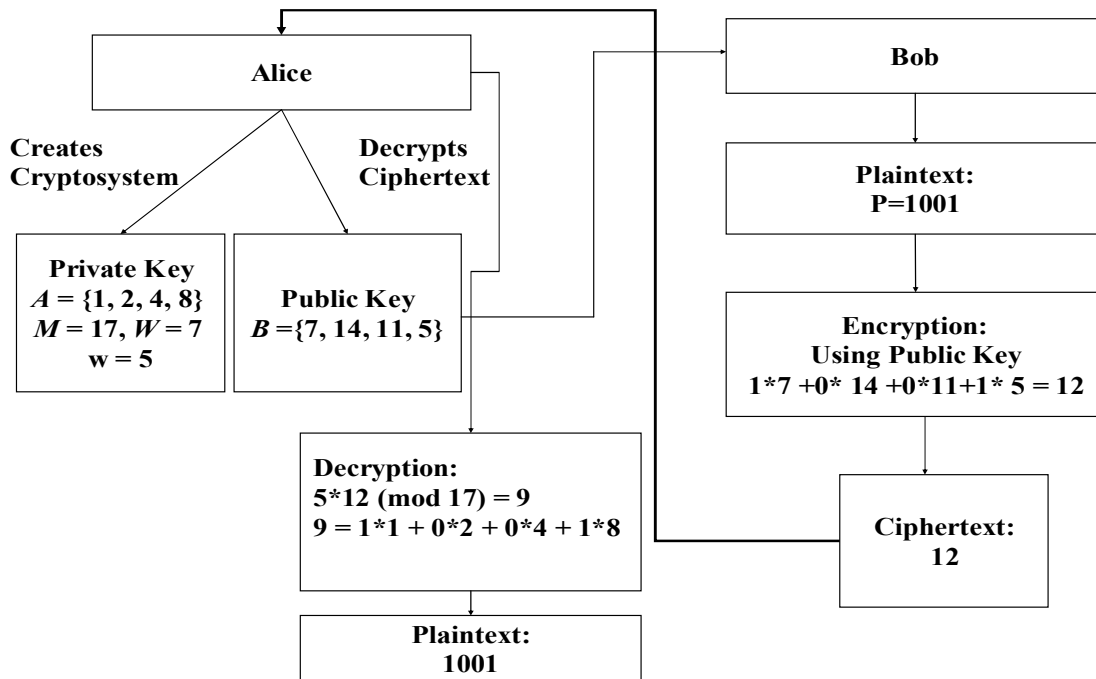 Alice
Creates
Cryptosystem
Decrypts
Ciphertext
Private Key
A = {1, 2, 4, 8}
M = 17, W = 7
w = 5
Public Key
B ={7, 14, 11, 5}
Bob
Plaintext:
P=1001
Encryption:
Using Public Key
1*7 +0* 14 +0*11+1* 5 = 12
Ciphertext:
12
Decryption:
5*12 (mod 17) = 9
9 = 1*1 + 0*2 + 0*4 + 1*8
Plaintext:
1001